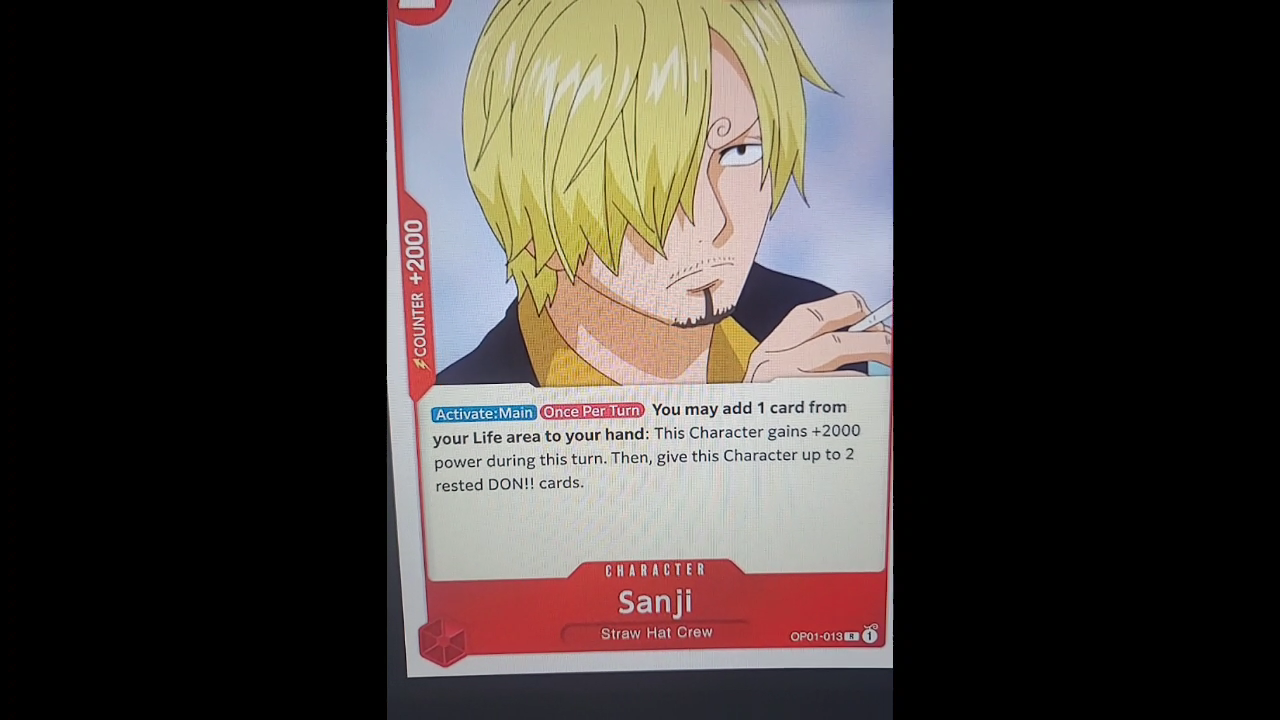 COUNTER +2000
Activate:Main Once Per Turn You may add 1 card from
your Life area to your hand: This Character gains +2000
power during this turn. Then, give this Character up to 2
rested DON!! cards.
CHARACTER
Sanji
Straw Hat Crew
OP01-013 R 1